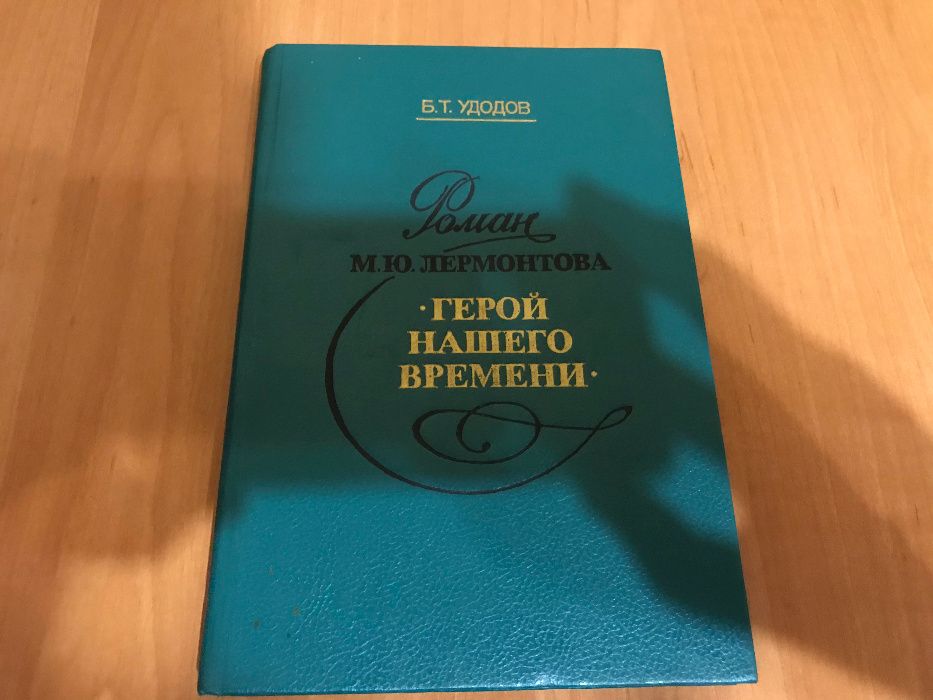 Б.Т. УДОДОВ
Роман
М.Ю. ЛЕРМОНТОВА
·ГЕРОЙ
НАШЕГО
ВРЕМЕНИ·